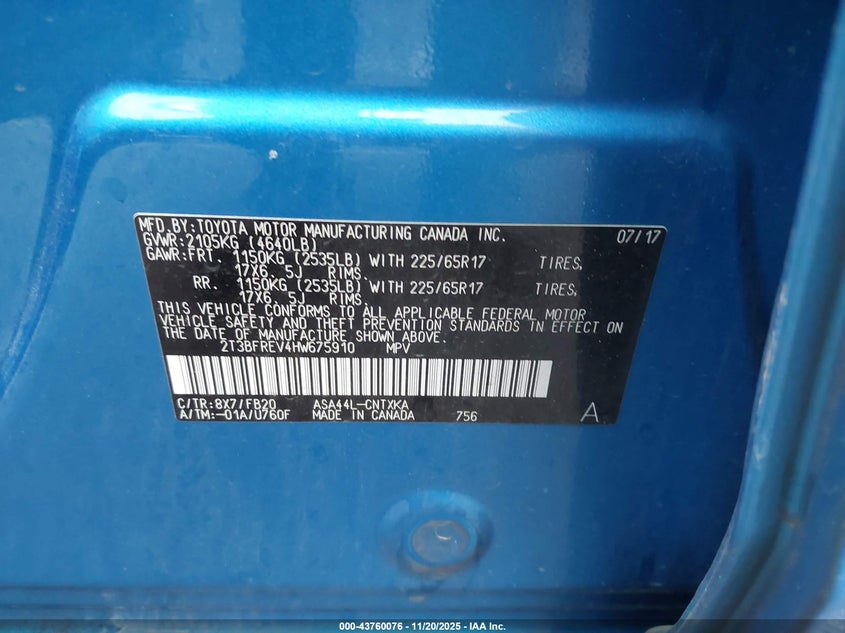 MFD.BY:TOYOTA MOTOR MANUFACTURING CANADA INC. 07/17
GVWR:2105KG (4640LB)
GAWR:FRT. 1150KG (2535LB) WITH 225/65R17 TIRES,
17X6. 5J RIMS,
RR. 1150KG (2535LB) WITH 225/65R17 TIRES,
17X6. 5J RIMS,
THIS VEHICLE CONFORMS TO ALL APPLICABLE FEDERAL MOTOR
VEHICLE SAFETY AND THEFT PREVENTION STANDARDS IN EFFECT ON
THE DATE OF MANUFACTURE SHOWN ABOVE.
2T3BFREV4HW675910 MPV
C/TR:8X7/FB20 ASA44L-CNTXKA
A/TM:-01A/U760F MADE IN CANADA 756 A
000-43760076 - 11/20/2025 - IAA Inc.